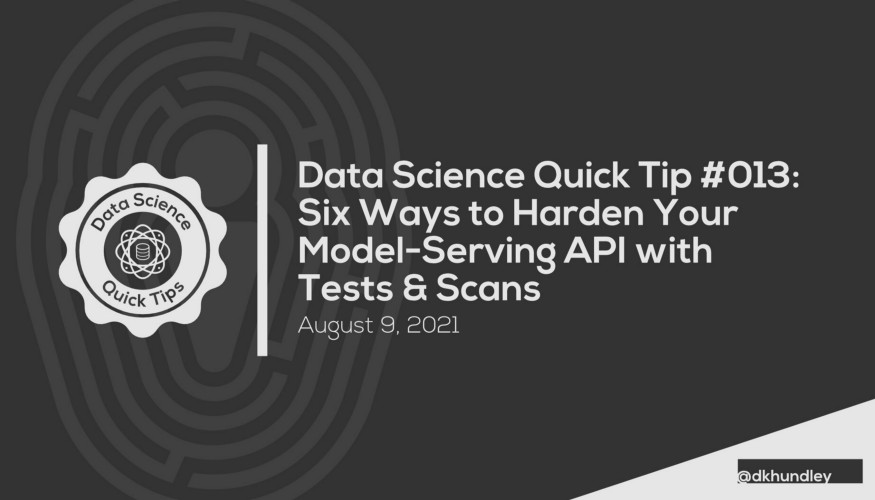 Data Science
Quick Tips
Data Science Quick Tip #013:
Six Ways to Harden Your
Model-Serving API with
Tests & Scans
August 9, 2021
@dkhundley